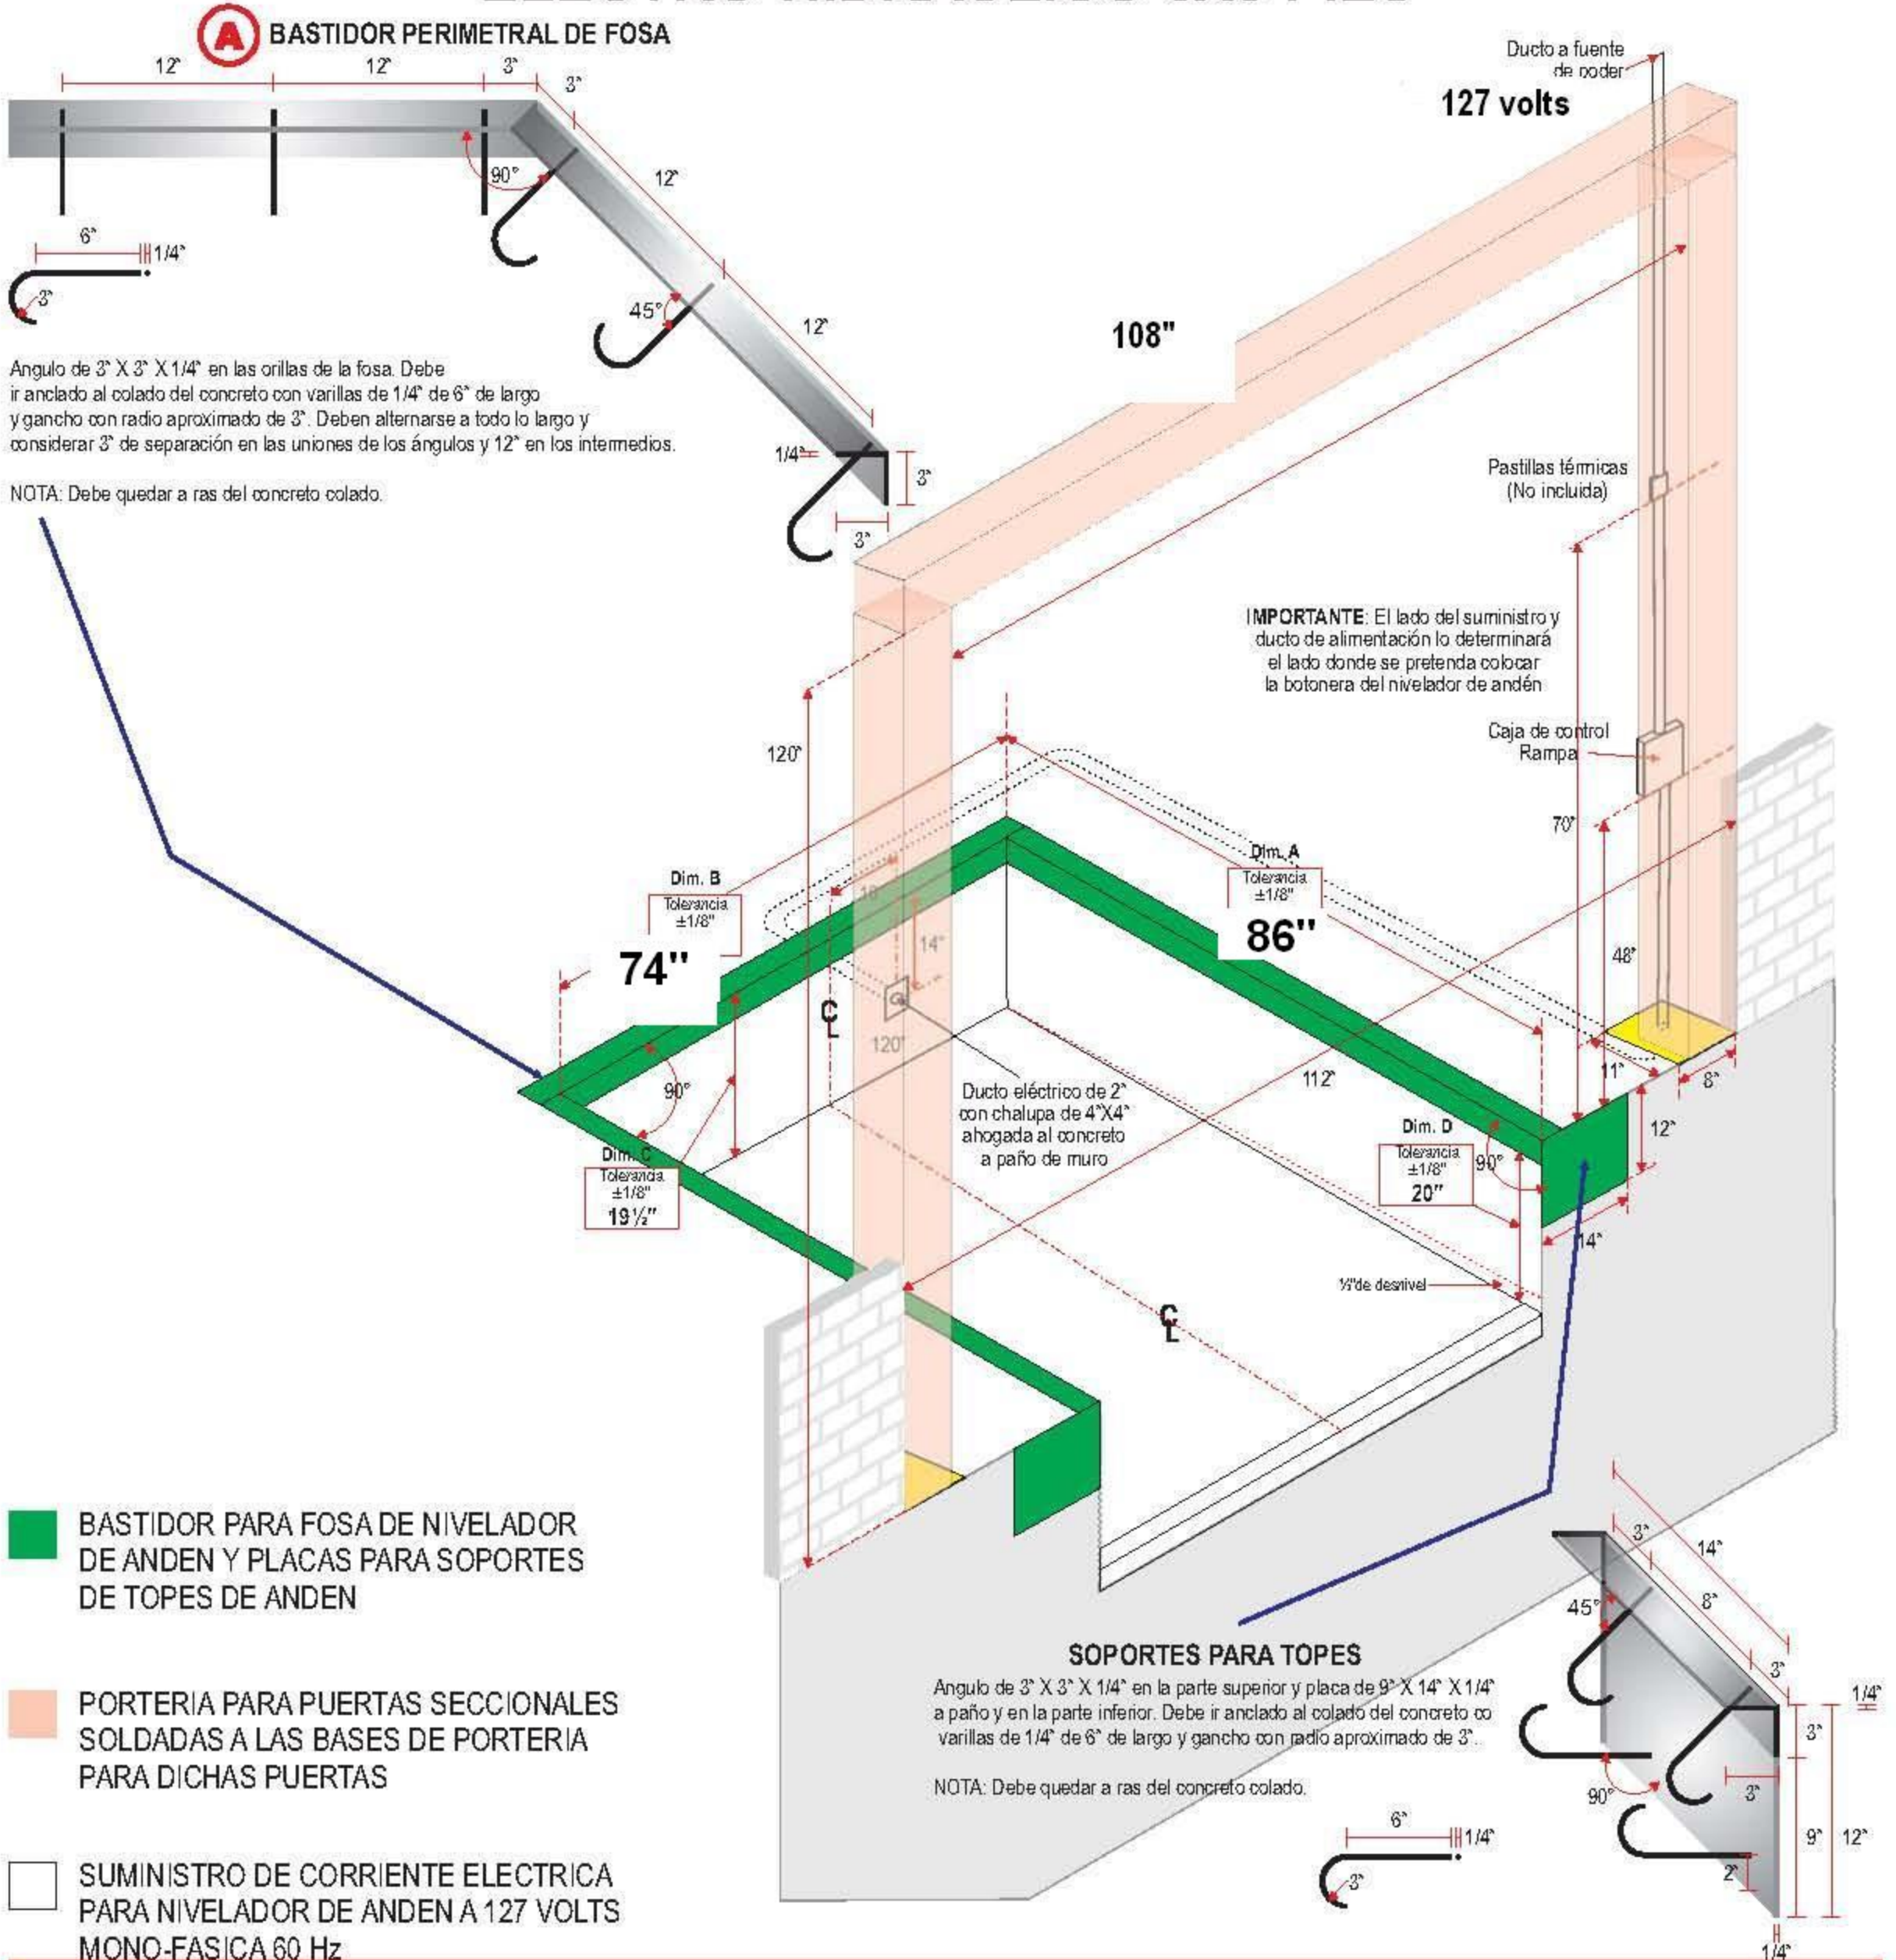 A BASTIDOR PERIMETRAL DE FOSA
12"
12"
3"
3"
90°
12"
6"
1/4"
3"
45°
12"
Angulo de 3" X 3" X 1/4" en las orillas de la fosa. Debe
ir anclado al colado del concreto con varillas de 1/4" de 6" de largo
y gancho con radio aproximado de 3". Deben alternarse a todo lo largo y
considerar 3" de separación en las uniones de los ángulos y 12" en los intermedios.
NOTA: Debe quedar a ras del concreto colado.
1/4"
3"
3"
Ducto a fuente
de poder
127 volts
108"
Pastillas térmicas
(No incluida)
IMPORTANTE: El lado del suministro y
ducto de alimentación lo determinará
el lado donde se pretenda colocar
la botonera del nivelador de andén
Caja de control
Rampa
120"
70"
48"
Dim. B
Tolerancia
±1/8"
74"
Dim. A
Tolerancia
±1/8"
86"
14"
CL
120"
90°
Dim. C
Tolerancia
±1/8"
19½"
Ducto eléctrico de 2"
con chalupa de 4"X4"
ahogada al concreto
a paño de muro
112"
11"
8"
12"
Dim. D
Tolerancia
±1/8"
20"
90°
14"
½"de desnivel
CL
BASTIDOR PARA FOSA DE NIVELADOR
DE ANDEN Y PLACAS PARA SOPORTES
DE TOPES DE ANDEN
PORTERIA PARA PUERTAS SECCIONALES
SOLDADAS A LAS BASES DE PORTERIA
PARA DICHAS PUERTAS
SUMINISTRO DE CORRIENTE ELECTRICA
PARA NIVELADOR DE ANDEN A 127 VOLTS
MONO-FASICA 60 Hz
SOPORTES PARA TOPES
Angulo de 3" X 3" X 1/4" en la parte superior y placa de 9" X 14" X 1/4"
a paño y en la parte inferior. Debe ir anclado al colado del concreto co
varillas de 1/4" de 6" de largo y gancho con radio aproximado de 3".
NOTA: Debe quedar a ras del concreto colado.
6"
1/4"
3"
3"
14"
8"
45°
3"
1/4"
3"
3"
90°
9"
12"
2"
1/4"